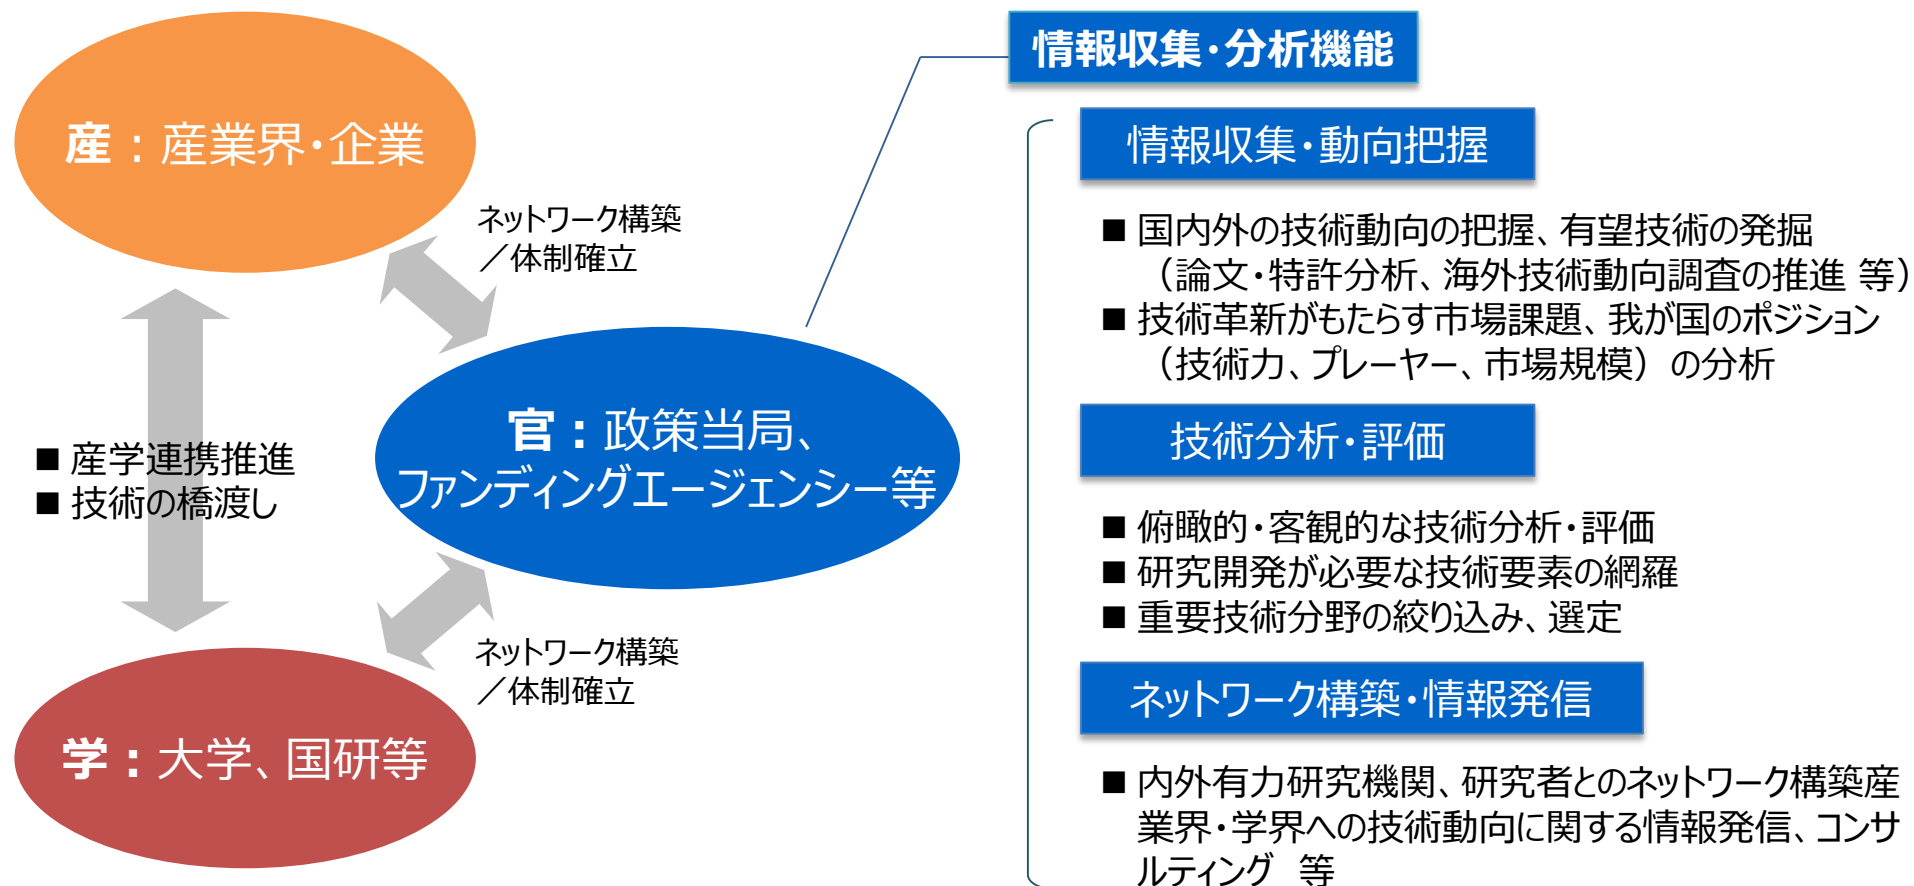 産：産業界・企業
ネットワーク構築
／体制確立
官：政策当局、
ファンディングエージェンシー等
■ 産学連携推進
■ 技術の橋渡し
ネットワーク構築
／体制確立
学：大学、国研等
情報収集・分析機能
情報収集・動向把握
■ 国内外の技術動向の把握、有望技術の発掘
（論文・特許分析、海外技術動向調査の推進 等）
■ 技術革新がもたらす市場課題、我が国のポジション
（技術力、プレーヤー、市場規模）の分析
技術分析・評価
■ 俯瞰的・客観的な技術分析・評価
■ 研究開発が必要な技術要素の網羅
■ 重要技術分野の絞り込み、選定
ネットワーク構築・情報発信
■ 内外有力研究機関、研究者とのネットワーク構築産
業界・学界への技術動向に関する情報発信、コンサ
ルティング 等